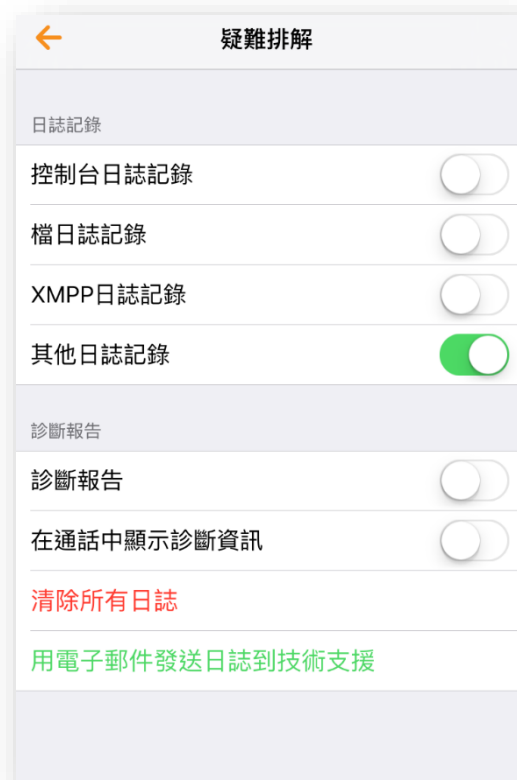 疑難排解
日誌記錄
控制台日誌記錄
檔日誌記錄
XMPP日誌記錄
其他日誌記錄
診斷報告
診斷報告
在通話中顯示診斷資訊
清除所有日誌
用電子郵件發送日誌到技術支援